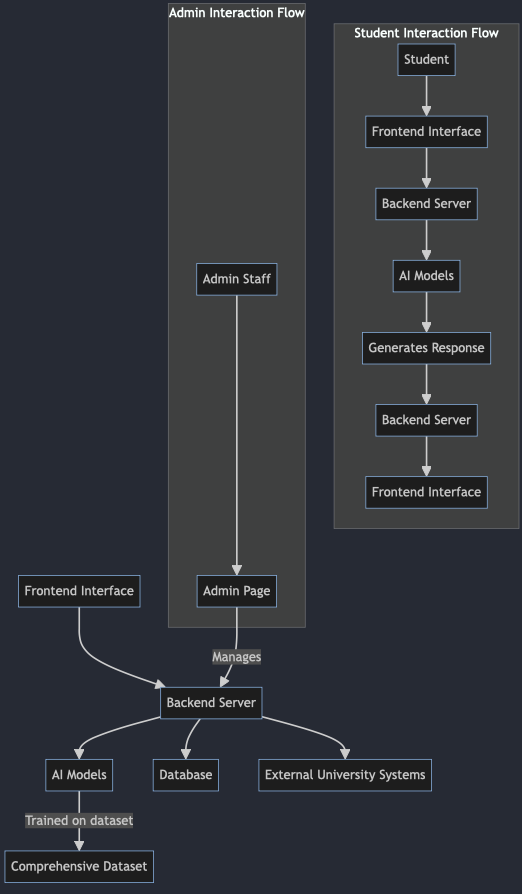 Admin Interaction Flow
Student Interaction Flow
Student
Frontend Interface
Backend Server
AI Models
Admin Staff
Generates Response
Backend Server
Frontend Interface
Frontend Interface
Admin Page
Manages
Backend Server
AI Models
Database
External University Systems
Trained on dataset
Comprehensive Dataset